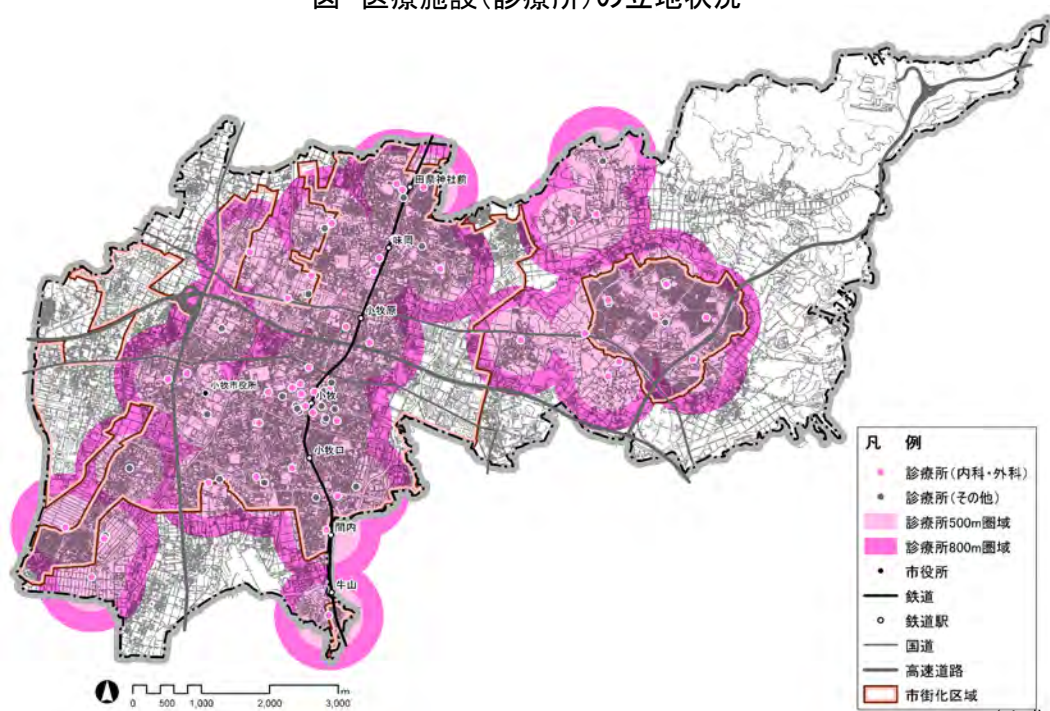 図 医療施設(診療所)の立地状況
田県神社前
味岡
小牧原
小牧市役所
小牧
小牧口
間内
牛山
凡 例
診療所(内科・外科)
診療所(その他)
診療所500m圏域
診療所800m圏域
市役所
鉄道
鉄道駅
国道
高速道路
市街化区域
m
0 500 1,000 2,000 3,000